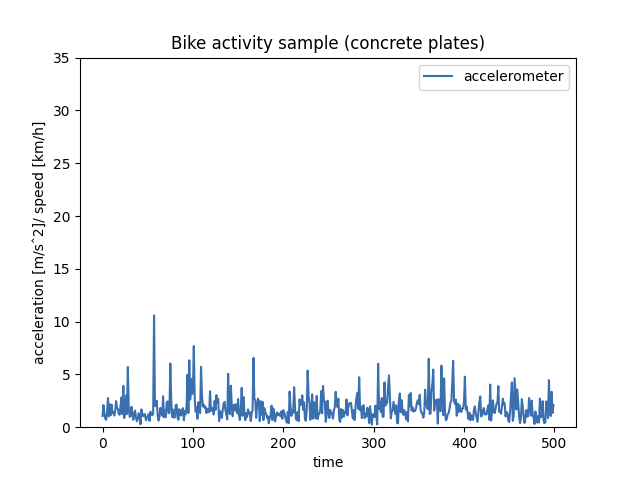 Bike activity sample (concrete plates)
accelerometer
35
30
25
20
15
10
5
0
acceleration [m/sˆ2]/ speed [km/h]
0 100 200 300 400 500
time